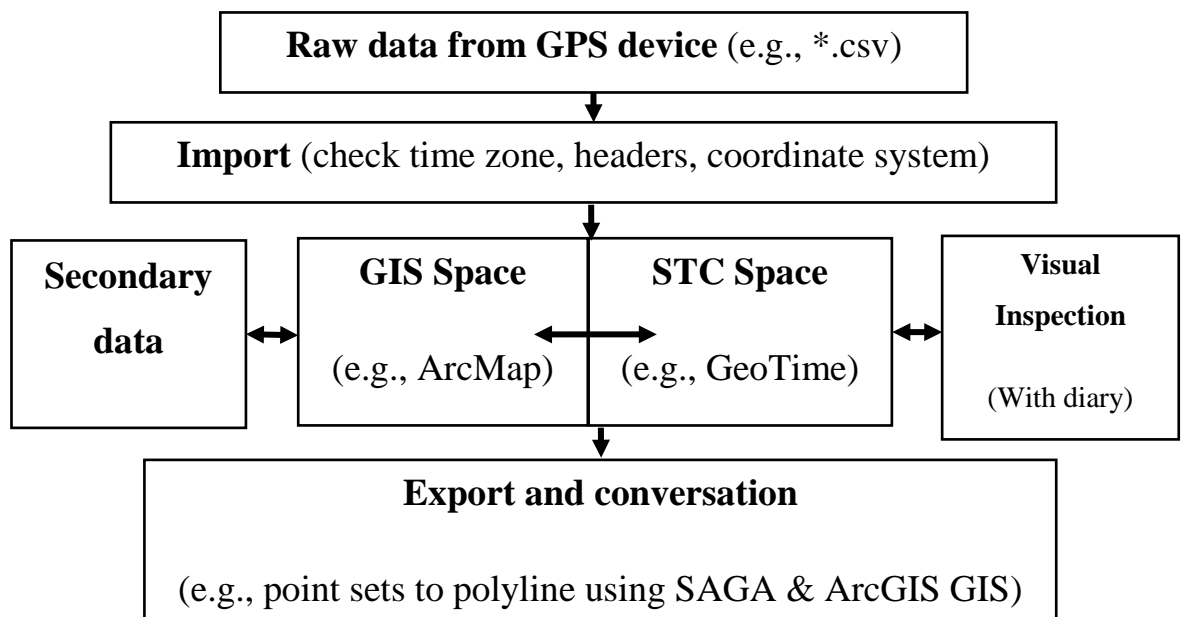 Raw data from GPS device (e.g., *.csv)
Import (check time zone, headers, coordinate system)
Secondary
data
GIS Space
(e.g., ArcMap)
STC Space
(e.g., GeoTime)
Visual
Inspection
(With diary)
Export and conversation
(e.g., point sets to polyline using SAGA & ArcGIS GIS)